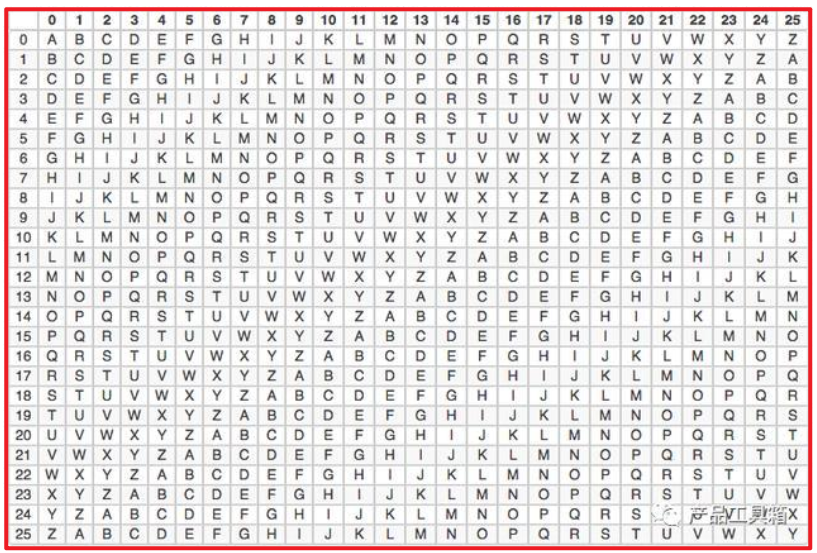 0 1 2 3 4 5 6 7 8 9 10 11 12 13 14 15 16 17 18 19 20 21 22 23 24 25
0 A B C D E F G H I J K L M N O P Q R S T U V W X Y Z
1 B C D E F G H I J K L M N O P Q R S T U V W X Y Z A
2 C D E F G H I J K L M N O P Q R S T U V W X Y Z A B
3 D E F G H I J K L M N O P Q R S T U V W X Y Z A B C
4 E F G H I J K L M N O P Q R S T U V W X Y Z A B C D
5 F G H I J K L M N O P Q R S T U V W X Y Z A B C D E
6 G H I J K L M N O P Q R S T U V W X Y Z A B C D E F
7 H I J K L M N O P Q R S T U V W X Y Z A B C D E F G
8 I J K L M N O P Q R S T U V W X Y Z A B C D E F G H
9 J K L M N O P Q R S T U V W X Y Z A B C D E F G H I
10 K L M N O P Q R S T U V W X Y Z A B C D E F G H I J
11 L M N O P Q R S T U V W X Y Z A B C D E F G H I J K
12 M N O P Q R S T U V W X Y Z A B C D E F G H I J K L
13 N O P Q R S T U V W X Y Z A B C D E F G H I J K L M
14 O P Q R S T U V W X Y Z A B C D E F G H I J K L M N
15 P Q R S T U V W X Y Z A B C D E F G H I J K L M N O
16 Q R S T U V W X Y Z A B C D E F G H I J K L M N O P
17 R S T U V W X Y Z A B C D E F G H I J K L M N O P Q
18 S T U V W X Y Z A B C D E F G H I J K L M N O P Q R
19 T U V W X Y Z A B C D E F G H I J K L M N O P Q R S
20 U V W X Y Z A B C D E F G H I J K L M N O P Q R S T
21 V W X Y Z A B C D E F G H I J K L M N O P Q R S T U
22 W X Y Z A B C D E F G H I J K L M N O P Q R S T U V
23 X Y Z A B C D E F G H I J K L M N O P Q R S T U V W
24 Y Z A B C D E F G H I J K L M N O P Q R S X
产品工具箱
25 Z A B C D E F G H I J K L M N O P Q R S T U V W X Y